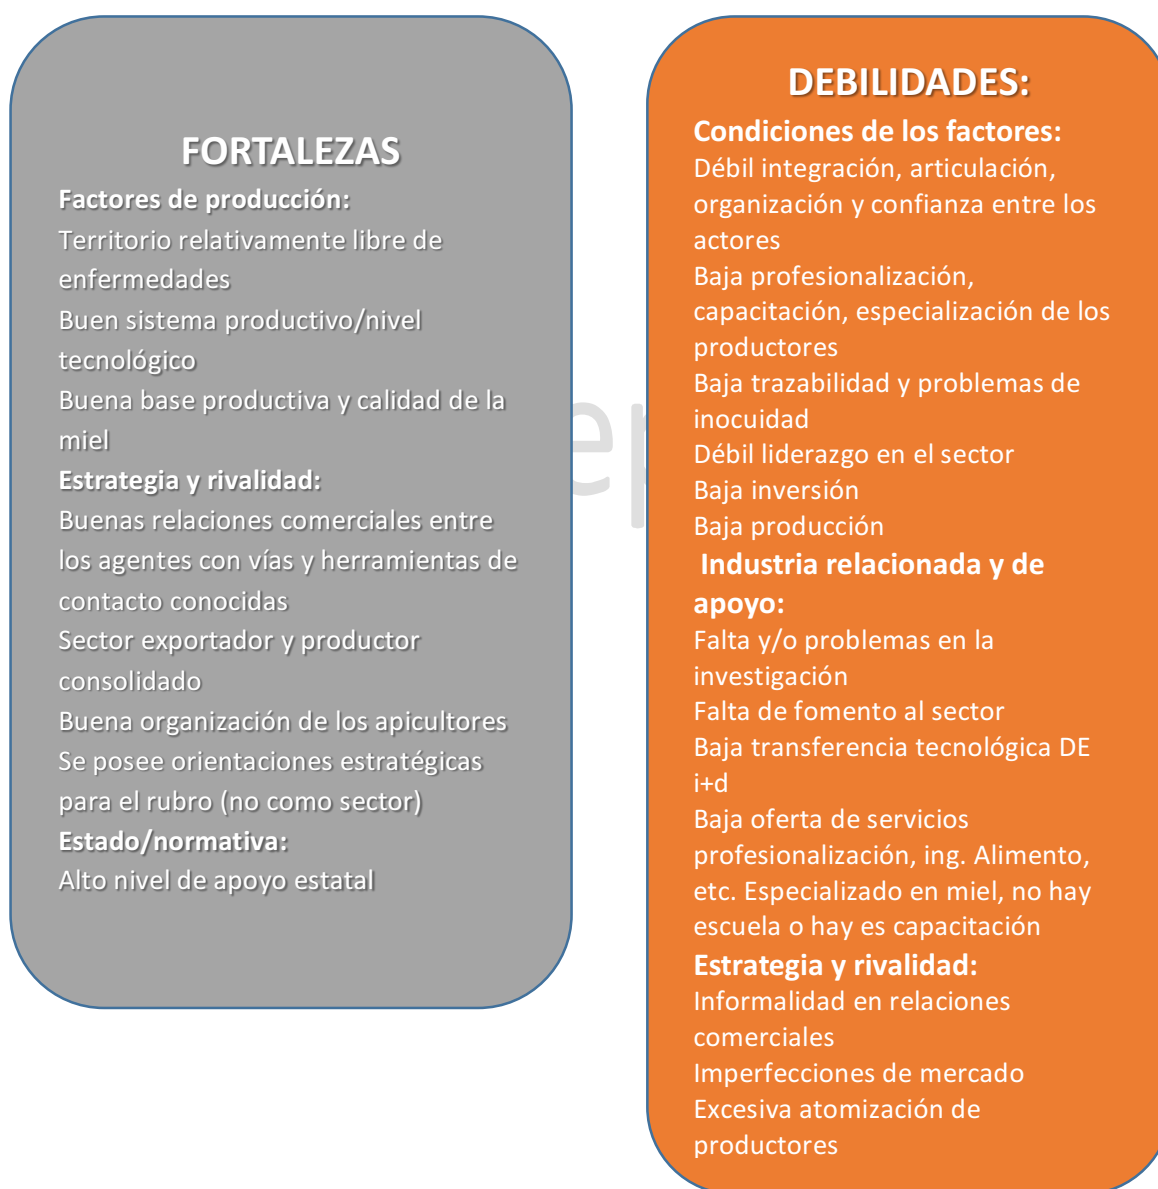 FORTALEZAS
Factores de producción:
Territorio relativamente libre de
enfermedades
Buen sistema productivo/nivel
tecnológico
Buena base productiva y calidad de la
miel
Estrategia y rivalidad:
Buenas relaciones comerciales entre
los agentes con vías y herramientas de
contacto conocidas
Sector exportador y productor
consolidado
Buena organización de los apicultores
Se posee orientaciones estratégicas
para el rubro (no como sector)
Estado/normativa:
Alto nivel de apoyo estatal
DEBILIDADES:
Condiciones de los factores:
Débil integración, articulación,
organización y confianza entre los
actores
Baja profesionalización,
capacitación, especialización de los
productores
Baja trazabilidad y problemas de
inocuidad
Débil liderazgo en el sector
Baja inversión
Baja producción
Industria relacionada y de
apoyo:
Falta y/o problemas en la
investigación
Falta de fomento al sector
Baja transferencia tecnológica DE
i+d
Baja oferta de servicios
profesionalización, ing. Alimento,
etc. Especializado en miel, no hay
escuela o hay es capacitación
Estrategia y rivalidad:
Informalidad en relaciones
comerciales
Imperfecciones de mercado
Excesiva atomización de
productores